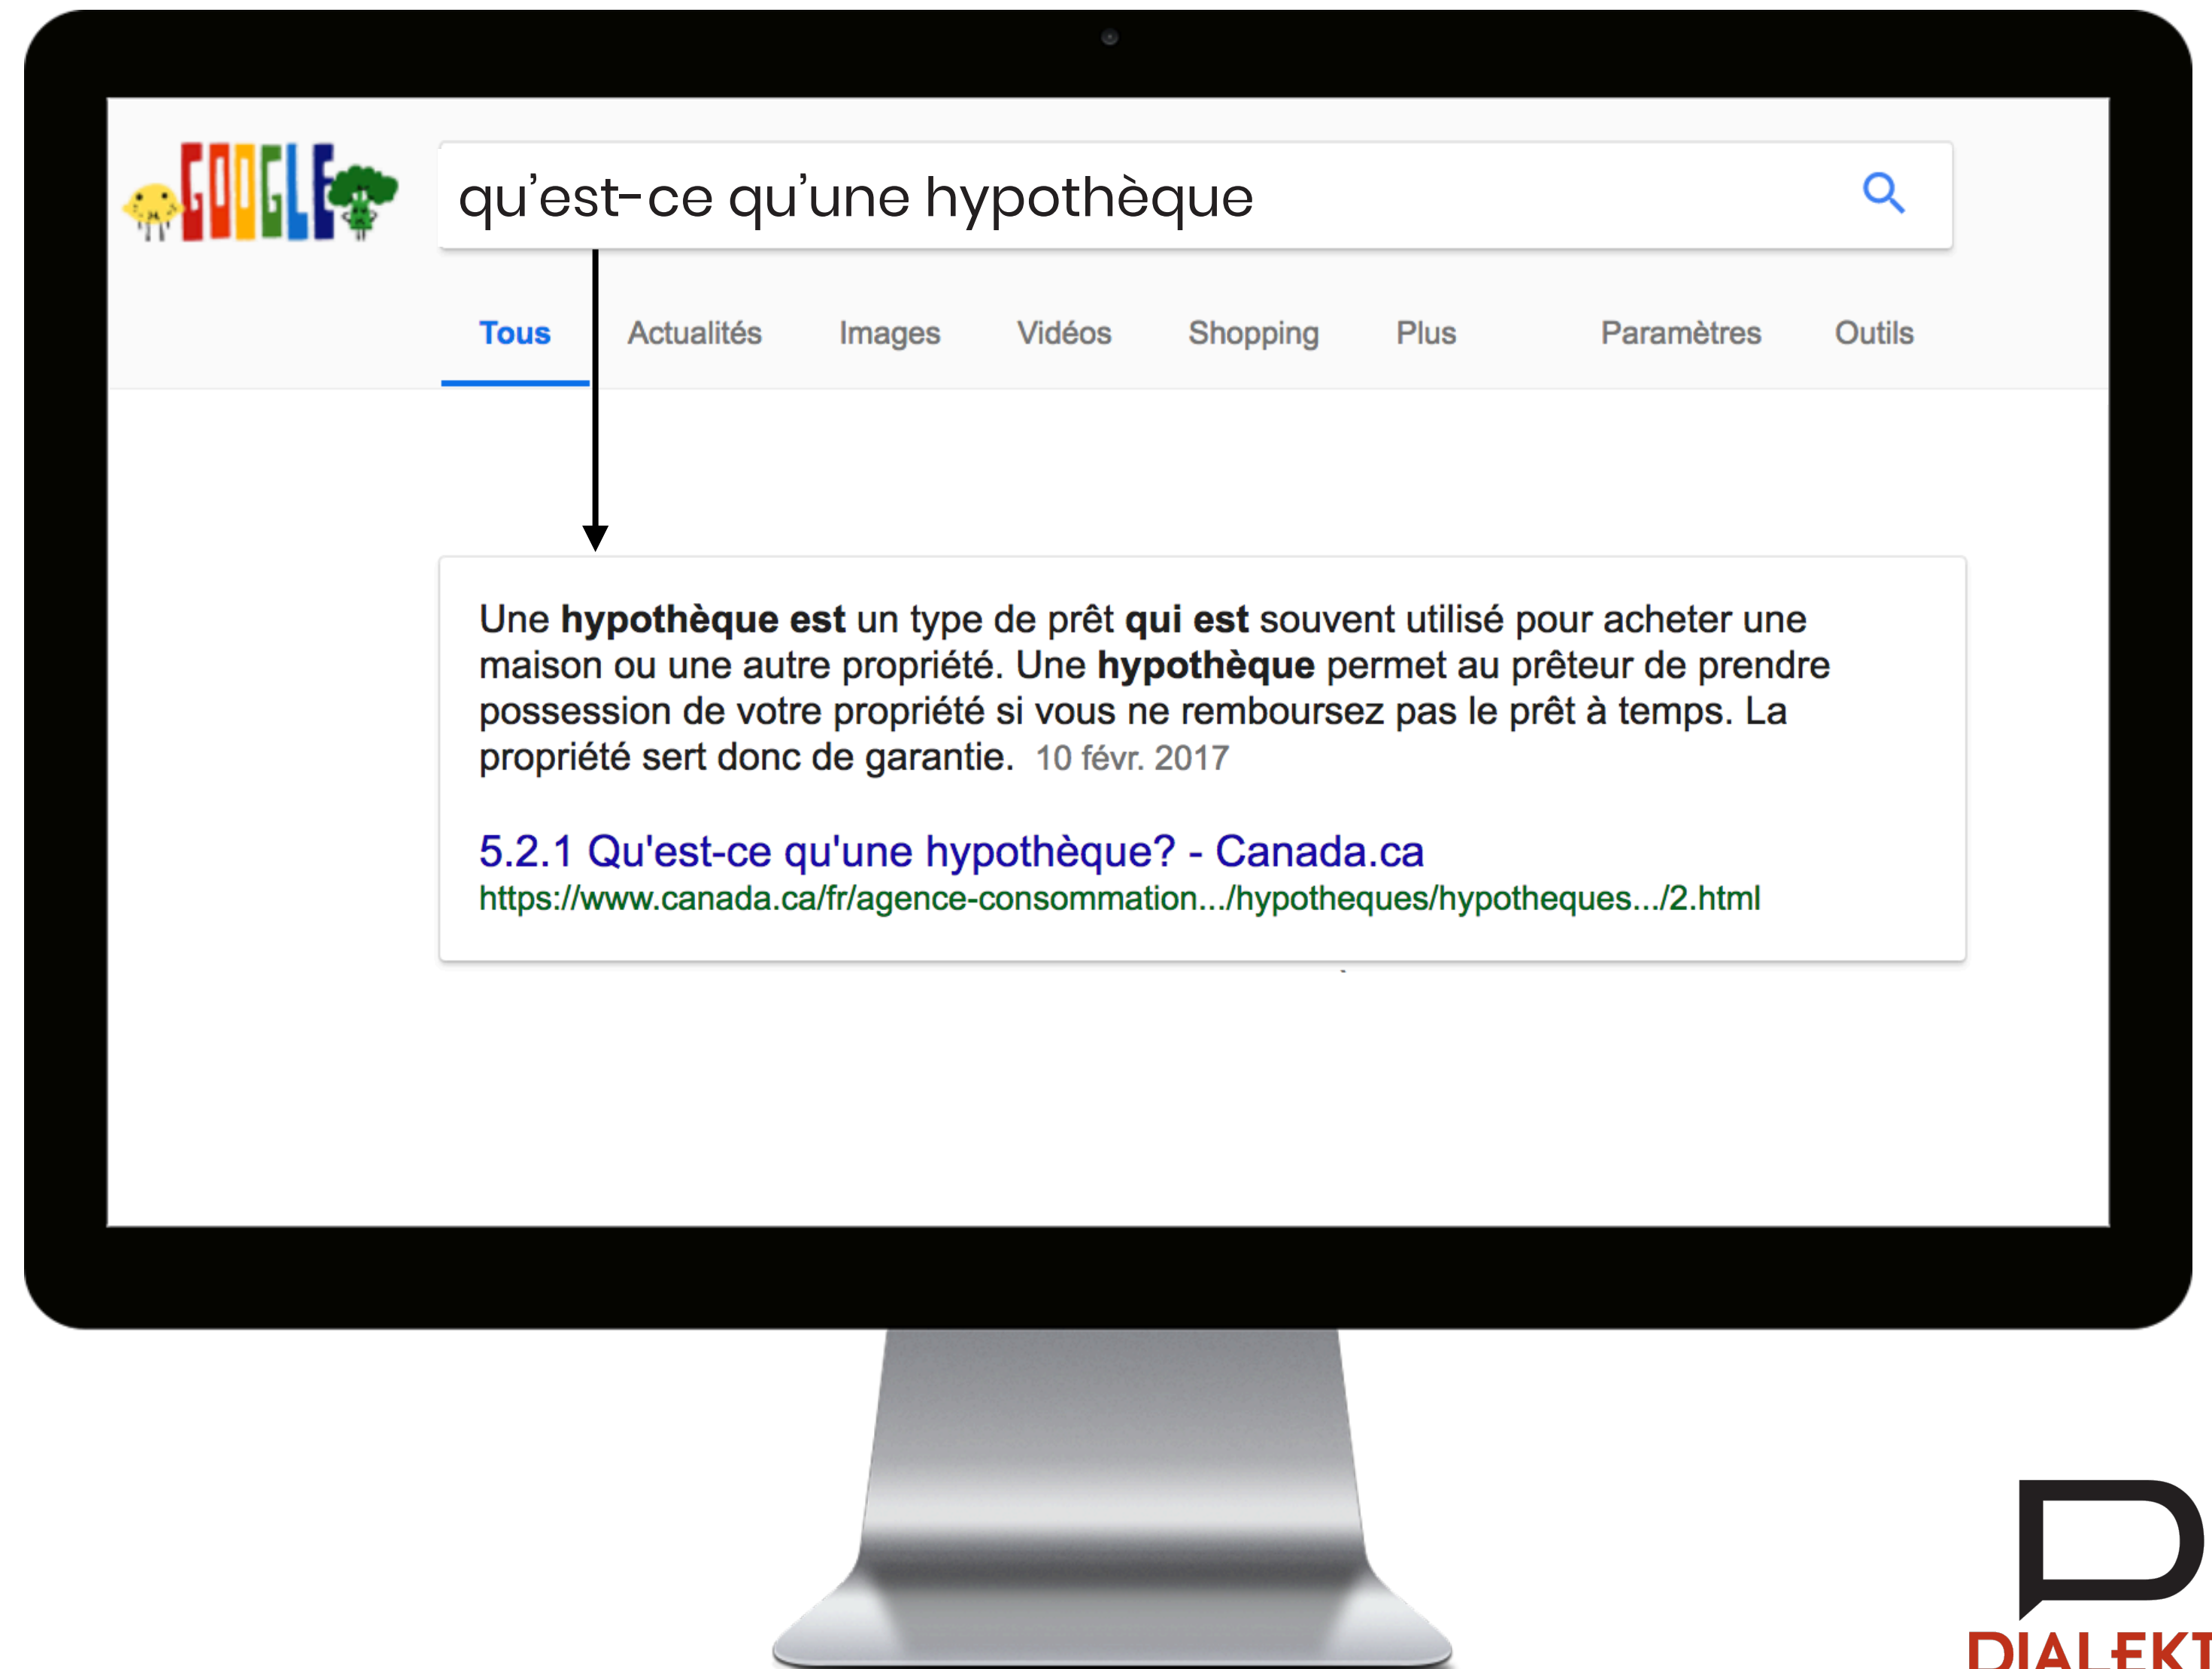 GOOGLE
qu’est-ce qu’une hypothèque
Tous Actualités Images Vidéos Shopping Plus Paramètres Outils
Une hypothèque est un type de prêt qui est souvent utilisé pour acheter une
maison ou une autre propriété. Une hypothèque permet au prêteur de prendre
possession de votre propriété si vous ne remboursez pas le prêt à temps. La
propriété sert donc de garantie. 10 févr. 2017
5.2.1 Qu'est-ce qu'une hypothèque? - Canada.ca
https://www.canada.ca/fr/agence-consommation.../hypotheques/hypotheques.../2.html
DIALEKT